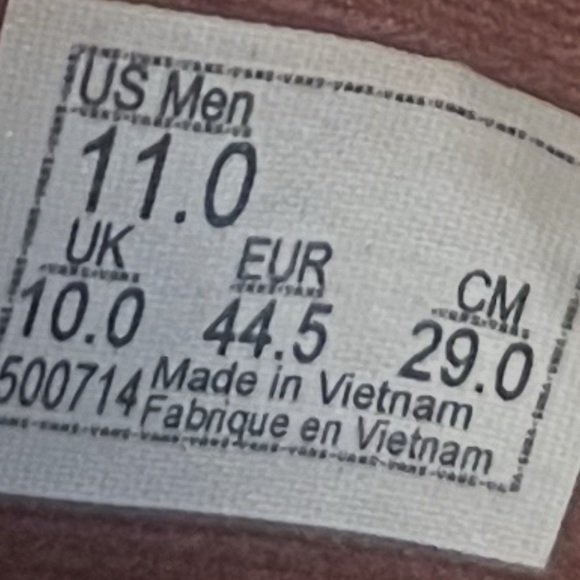 US Men
11.0
UK EUR CM
10.0 44.5 29.0
500714 Made in Vietnam
Fabrique en Vietnam